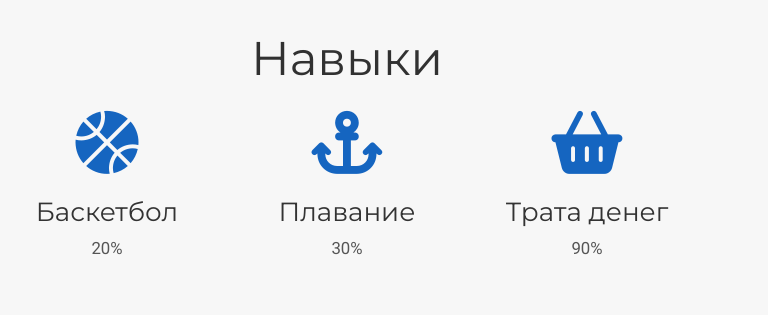 Навыки
Баскетбол
20%
Плавание
30%
Трата денег
90%